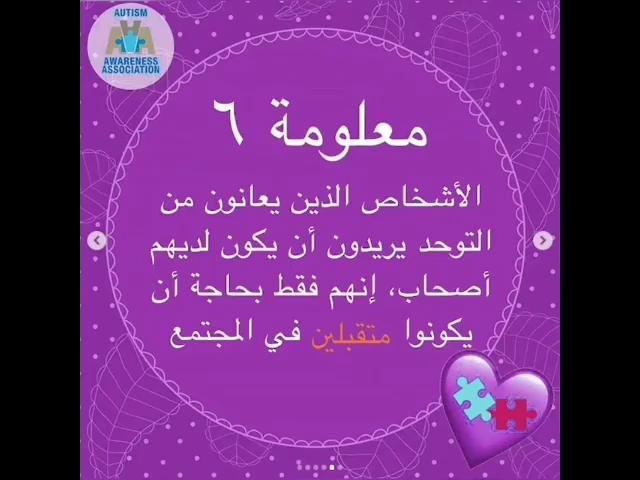 AUTISM
AWARENESS
ASSOCIATION
معلومة ٦
الأشخاص الذين يعانون من
التوحد يريدون أن يكون لديهم
أصحاب، إنهم فقط بحاجة أن
يكونوا متقبلين في المجتمع